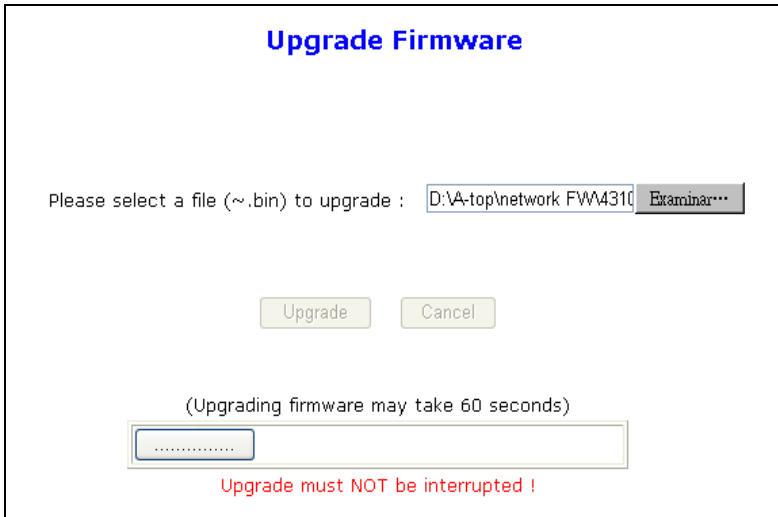 Upgrade Firmware
Please select a file (~.bin) to upgrade : D:\A-top\network FW\4310 Examinar...
Upgrade Cancel
(Upgrading firmware may take 60 seconds)
...............
Upgrade must NOT be interrupted !